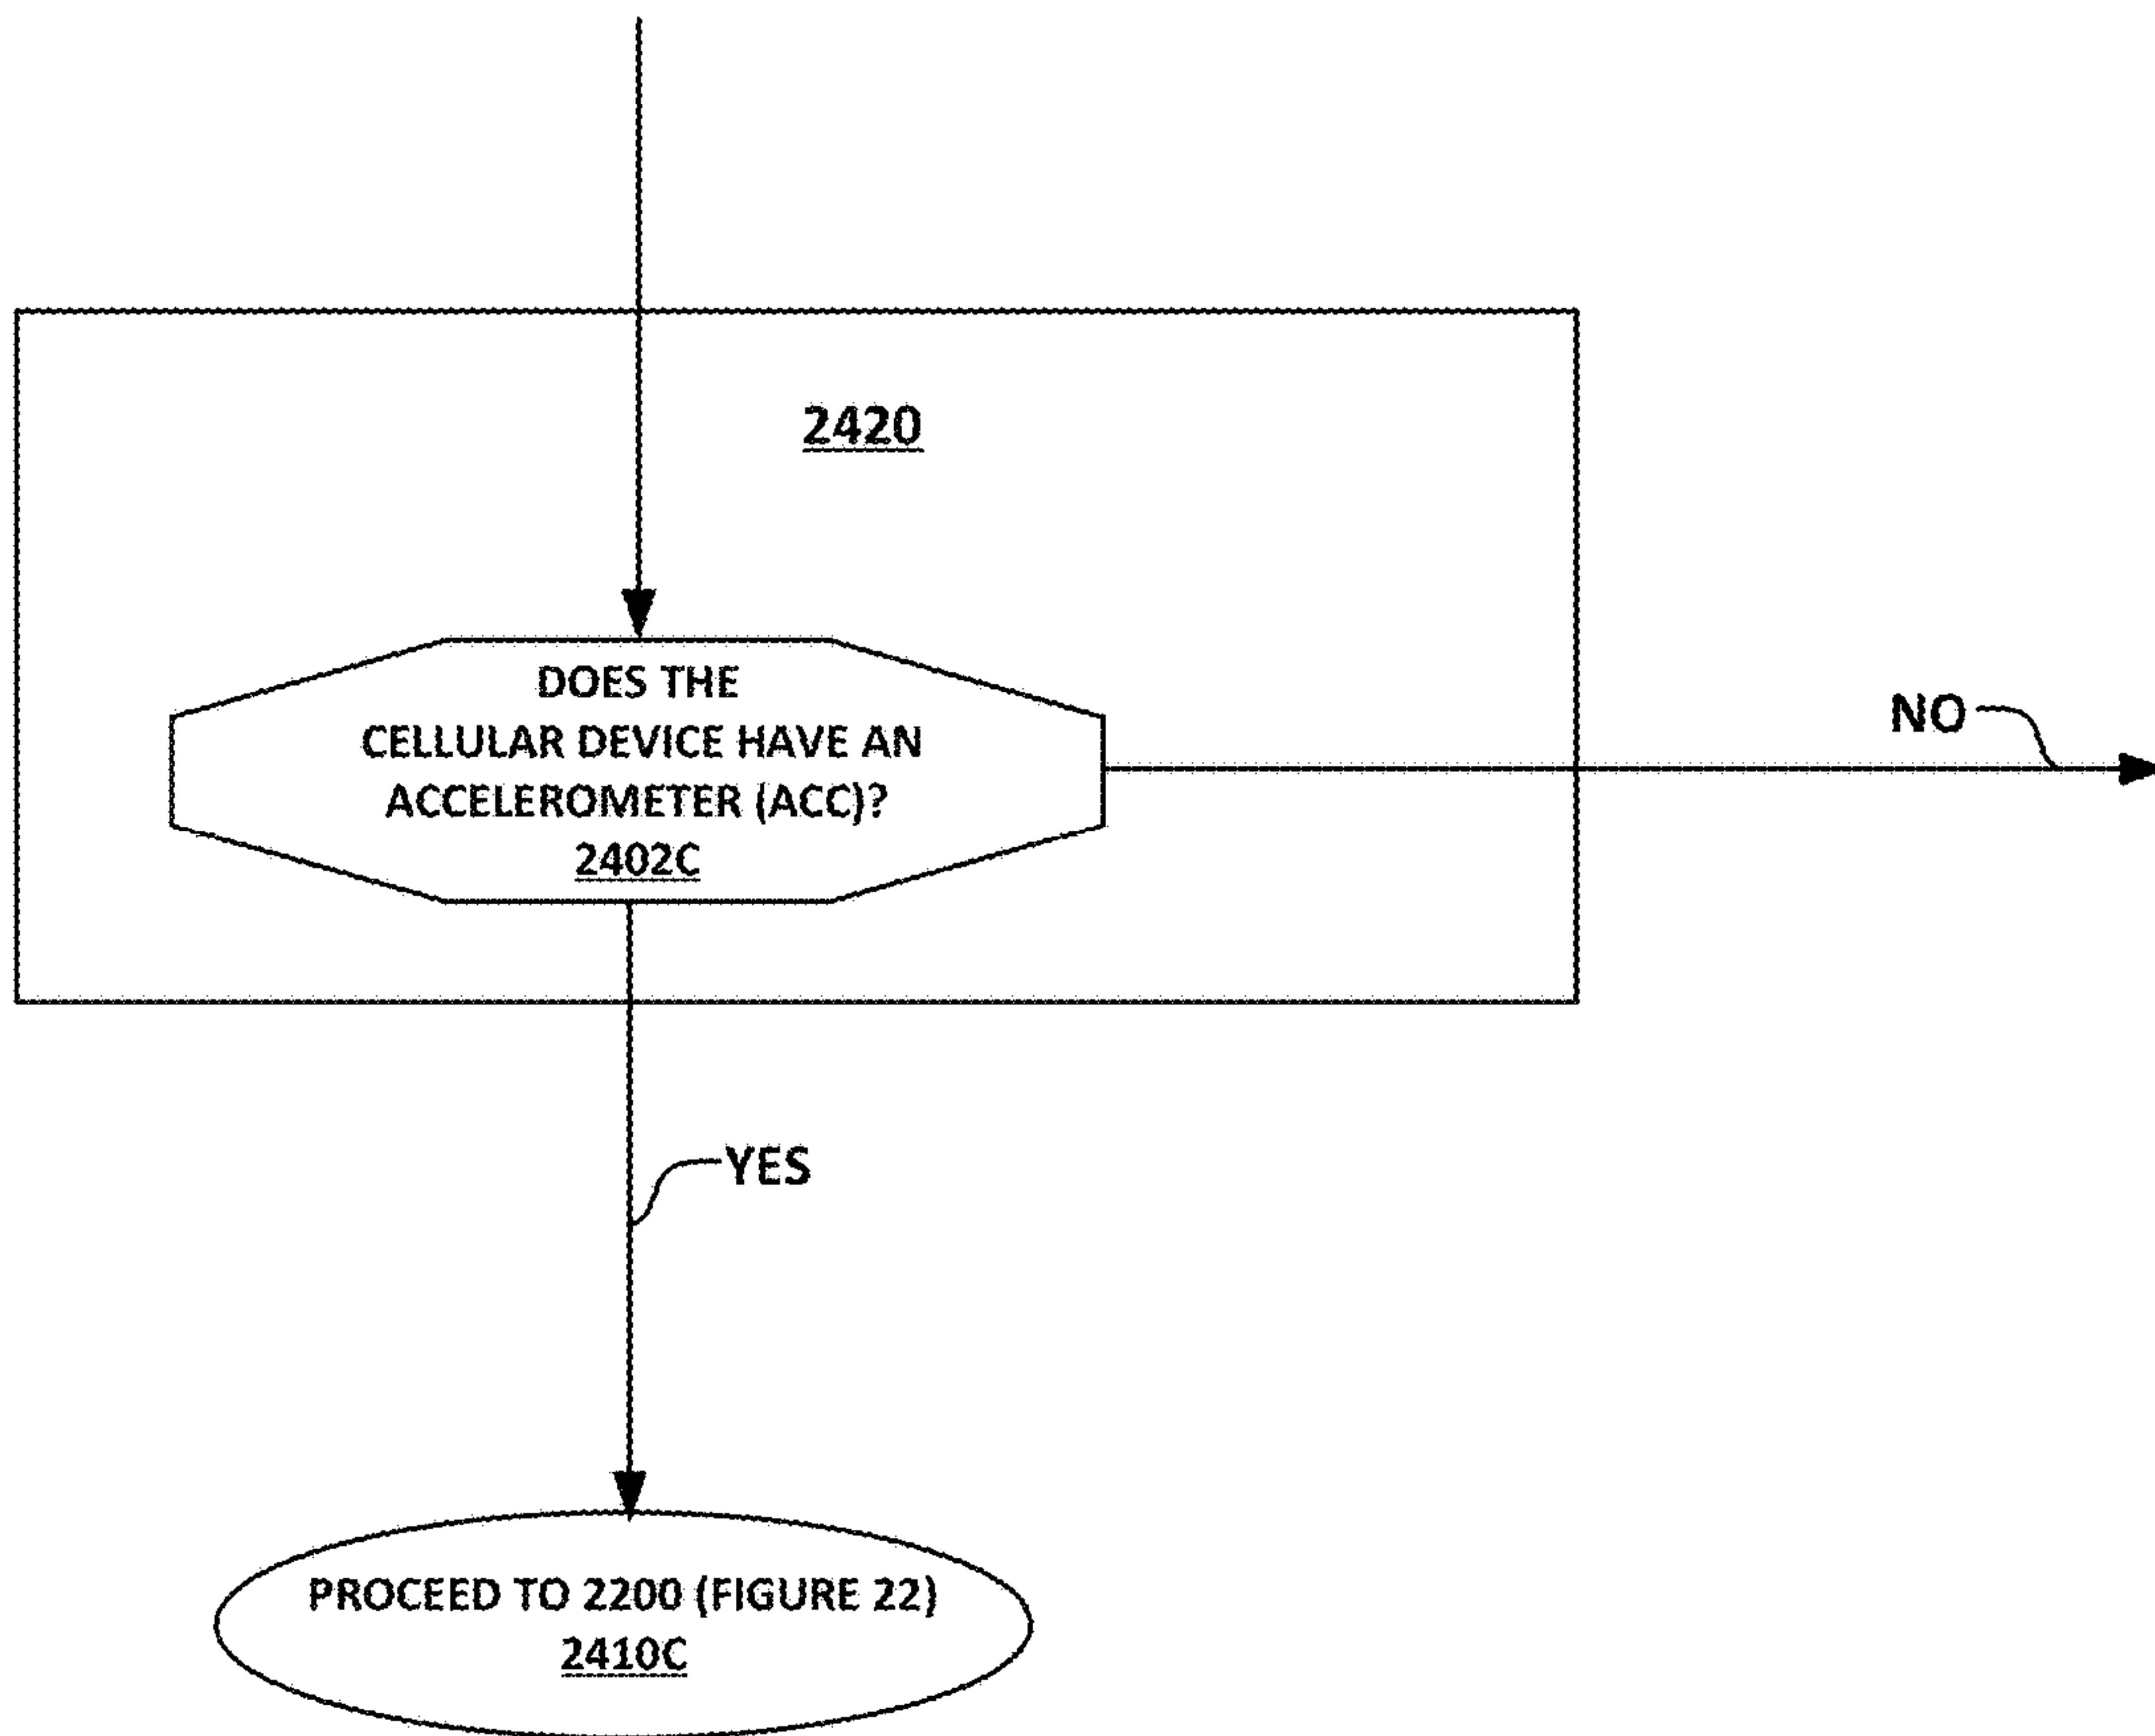 2420
DOES THE
CELLULAR DEVICE HAVE AN
ACCELEROMETER (ACC)?
2402C
NO
YES
PROCEED TO 2200 (FIGURE 22)
2410C